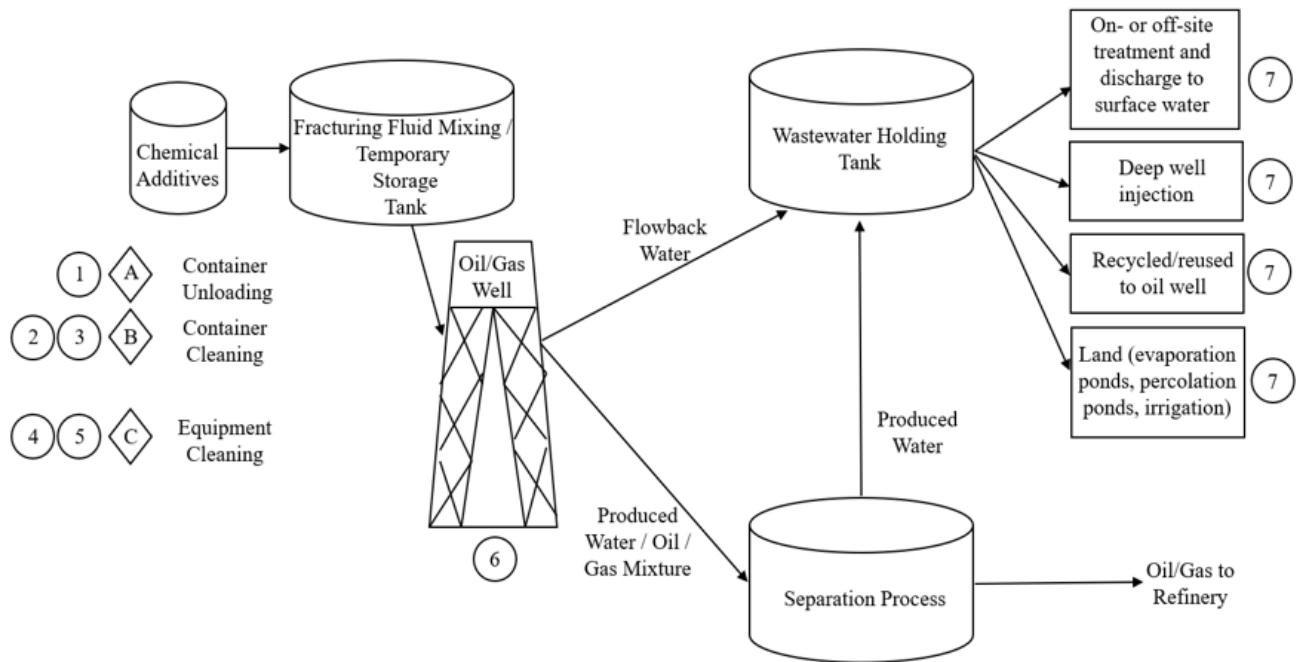 Chemical
Additives
Fracturing Fluid Mixing /
Temporary
Storage
Tank
1
A
Container
Unloading
2
3
B
Container
Cleaning
4
5
C
Equipment
Cleaning
Oil/Gas
Well
6
Flowback
Water
Produced
Water / Oil /
Gas Mixture
Wastewater Holding
Tank
Produced
Water
Separation Process
Oil/Gas to
Refinery
On- or off-site
treatment and
discharge to
surface water
7
Deep well
injection
7
Recycled/reused
to oil well
7
Land (evaporation
ponds, percolation
ponds, irrigation)
7